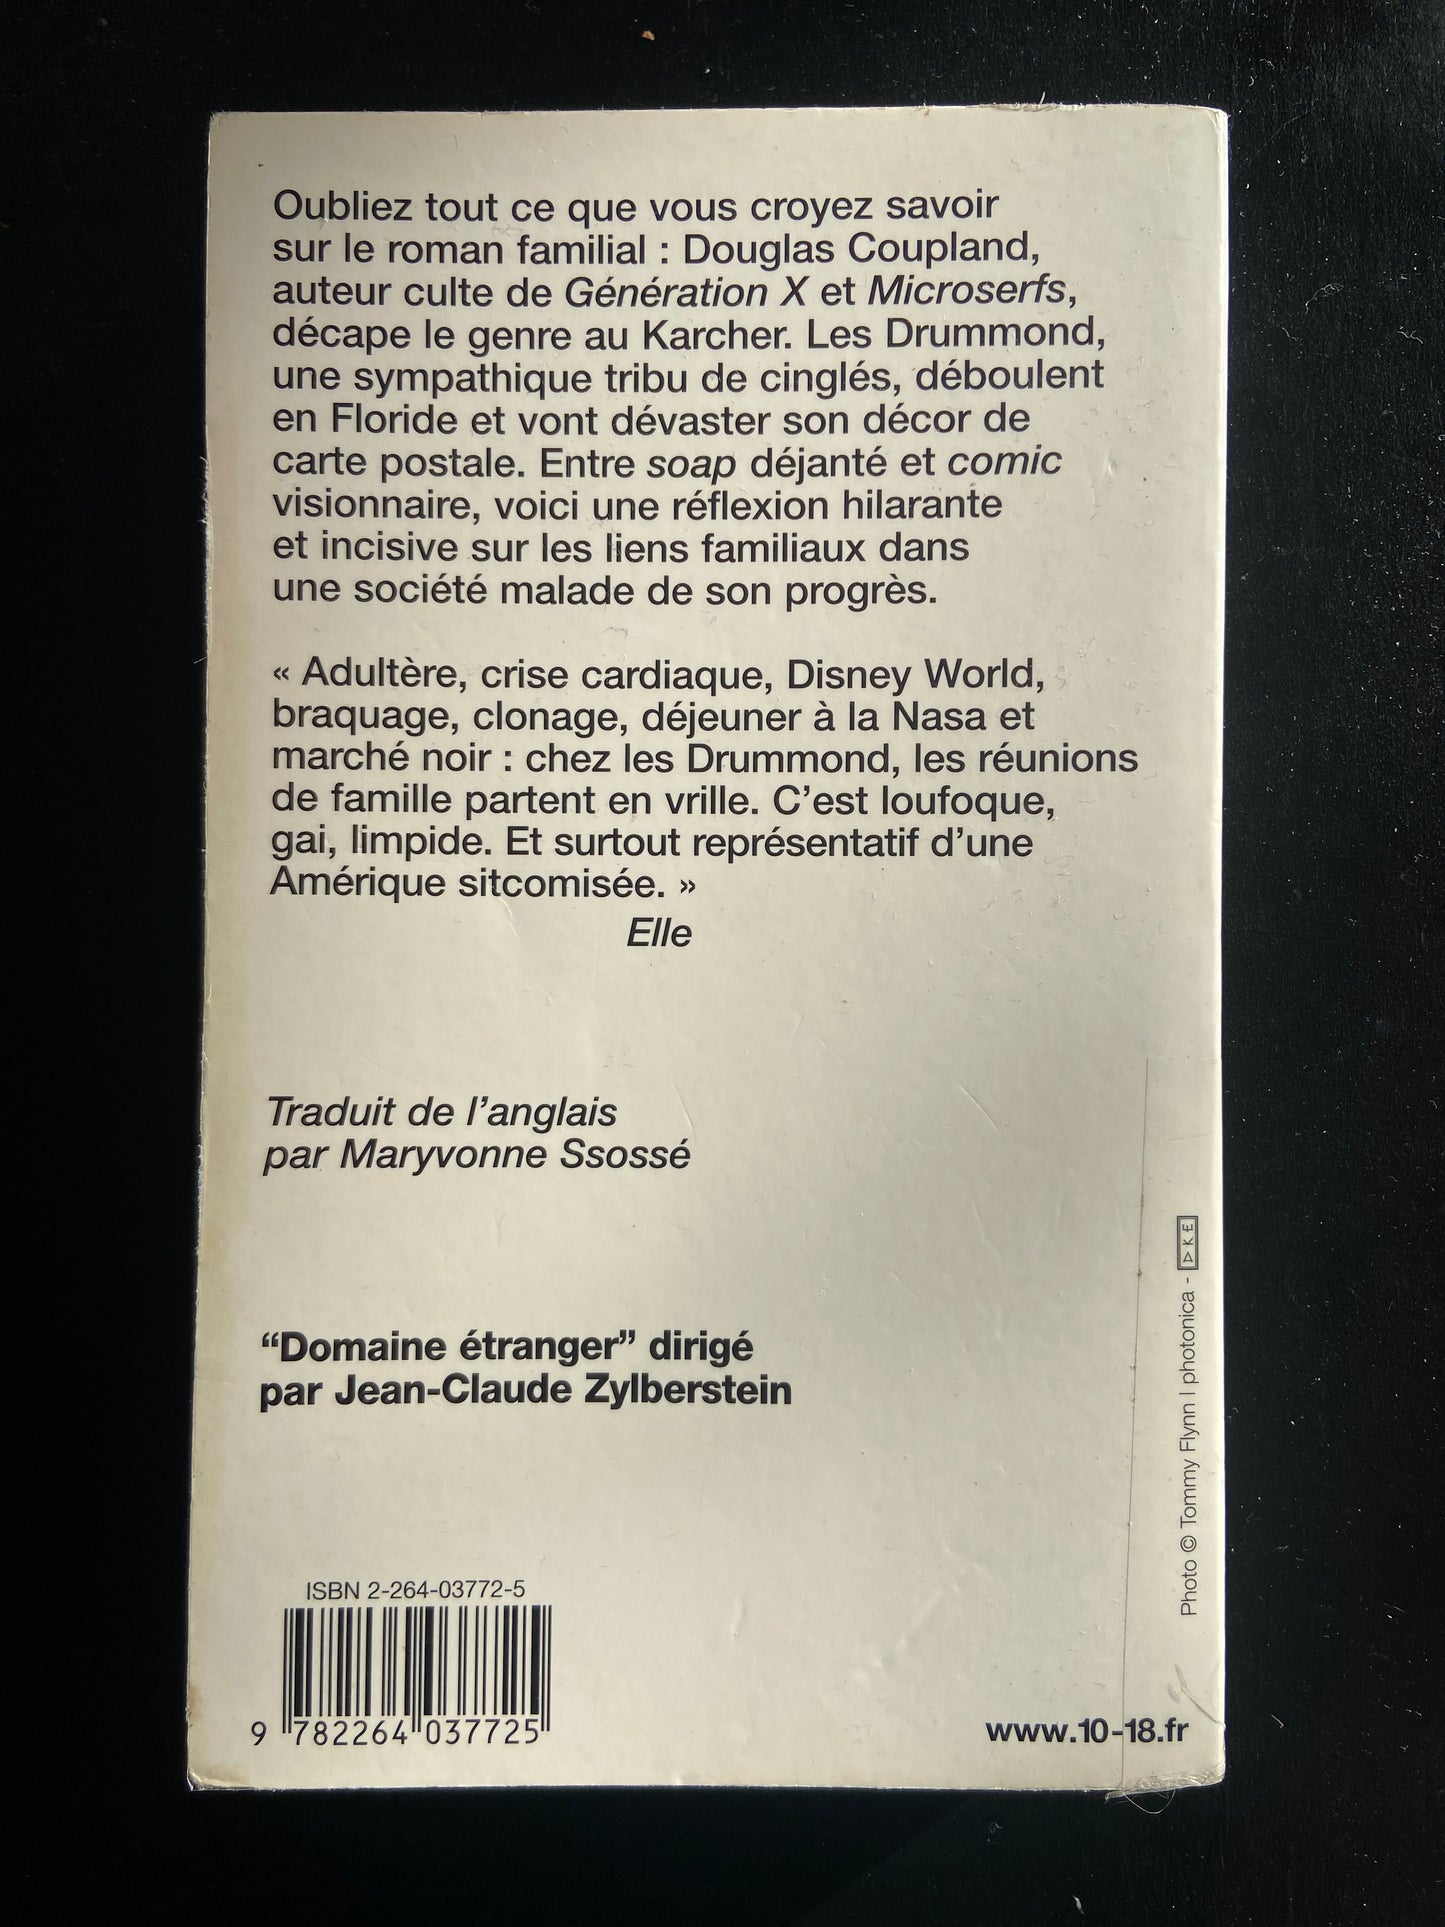 Oubliez tout ce que vous croyez savoir
sur le roman familial : Douglas Coupland,
auteur culte de Génération X et Microserfs,
décape le genre au Karcher. Les Drummond,
une sympathique tribu de cinglés, déboulent
en Floride et vont dévaster son décor de
carte postale. Entre soap déjanté et comic
visionnaire, voici une réflexion hilarante
et incisive sur les liens familiaux dans
une société malade de son progrès.
« Adultère, crise cardiaque, Disney World,
braquage, clonage, déjeuner à la Nasa et
marché noir : chez les Drummond, les réunions
de famille partent en vrille. C’est loufoque,
gai, limpide. Et surtout représentatif d’une
Amérique sitcomisée. »
Elle
Traduit de l’anglais
par Maryvonne Ssossé
“Domaine étranger” dirigé
par Jean-Claude Zylberstein
Photo © Tommy Flynn I photonica -
ISBN 2-264-03772-5
9 782264 037725
www.10-18.fr